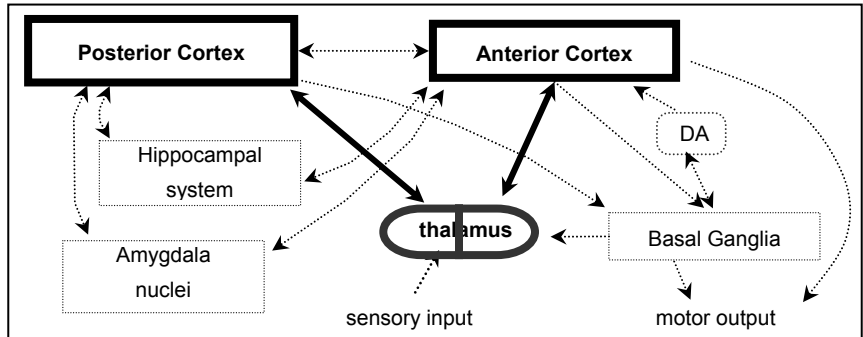 Posterior Cortex
Anterior Cortex
DA
Hippocampal
system
thalamus
Basal Ganglia
Amygdala
nuclei
sensory input
motor output